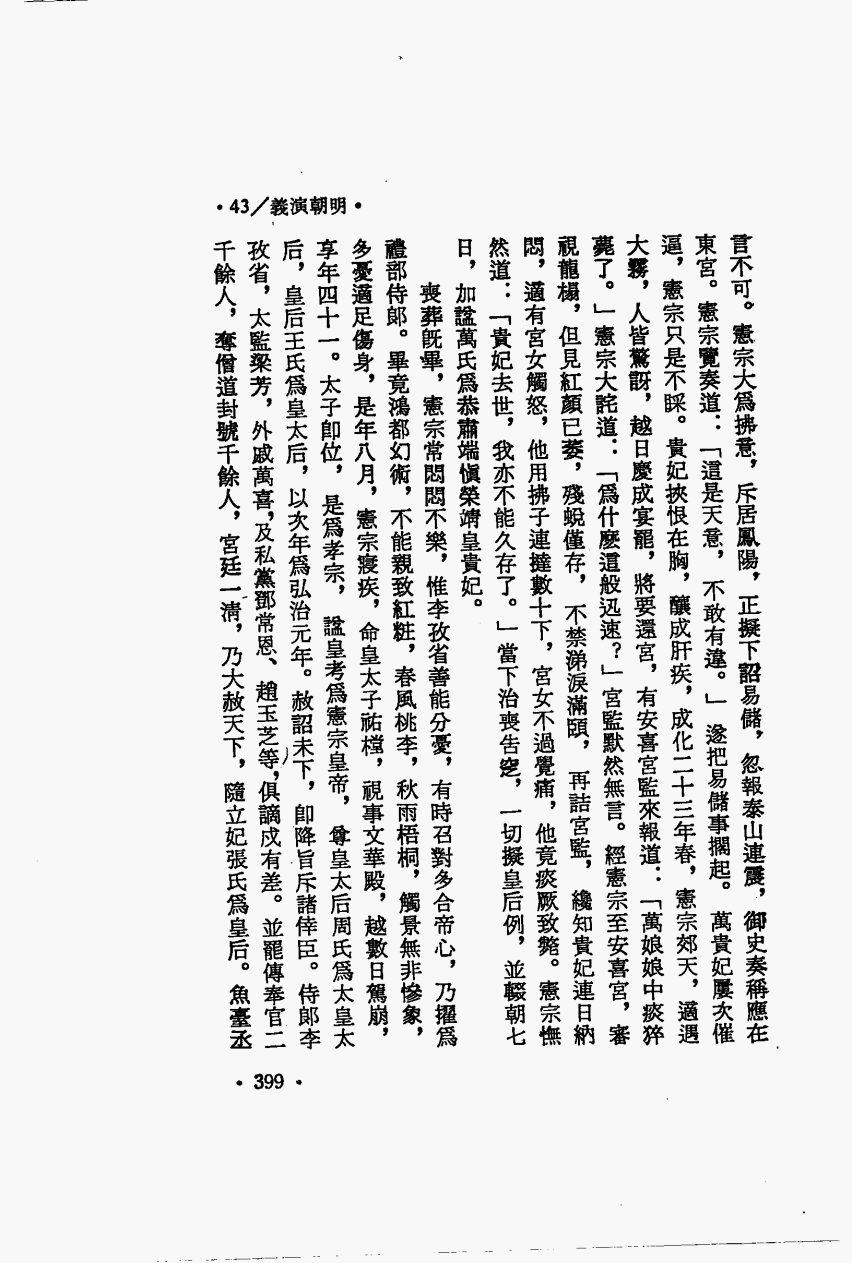 •43/義演朝明•
言不可。憲宗大爲拂意，斥居鳳陽，正擬下詔易儲，忽報泰山連震，御史奏稱應在
東宮。憲宗覽奏道：「這是天意，不敢有違。」遂把易儲事擱起。萬貴妃屢次催
逼，憲宗只是不睬。貴妃挾恨在胸，釀成肝疾，成化二十三年春，憲宗郊天，適遇
大霧，人皆驚訝，越日慶成宴罷，將要還宮，有安喜宮監來報道：「萬娘娘中痰猝
薨了。」憲宗大詫道：「爲什麽這般迅速？」宮監默然無言。經憲宗至安喜宮，審
視龍榻，但見紅顔已萎，殘蛻僅存，不禁涕淚滿頤，再詰宮監，纔知貴妃連日納
悶，適有宮女觸怒，他用拂子連撻數十下，宮女不過覺痛，他竟痰厥致斃。憲宗憮
然道：「貴妃去世，我亦不能久存了。」當下治喪告窆，一切擬皇后例，並輟朝七
日，加諡萬氏爲恭肅端愼榮靖皇貴妃。
喪葬旣畢，憲宗常悶悶不樂，惟李孜省善能分憂，有時召對多合帝心，乃擢爲
禮部侍郞。畢竟鴻都幻術，不能親致紅粧，春風桃李，秋雨梧桐，觸景無非慘象，
多憂適足傷身，是年八月，憲宗寢疾，命皇太子祐樘，視事文華殿，越數日駕崩，
享年四十一。太子卽位，是爲孝宗，諡皇考爲憲宗皇帝，尊皇太后周氏爲太皇太
后，皇后王氏爲皇太后，以次年爲弘治元年。赦詔未下，卽降旨斥諸倖臣。侍郞李
孜省，太監梁芳，外戚萬喜，及私黨鄧常恩、趙玉芝等，俱謫戍有差。並罷傳奉官二
千餘人，奪僧道封號千餘人，宮廷一淸，乃大赦天下，隨立妃張氏爲皇后。魚臺丞
•399•